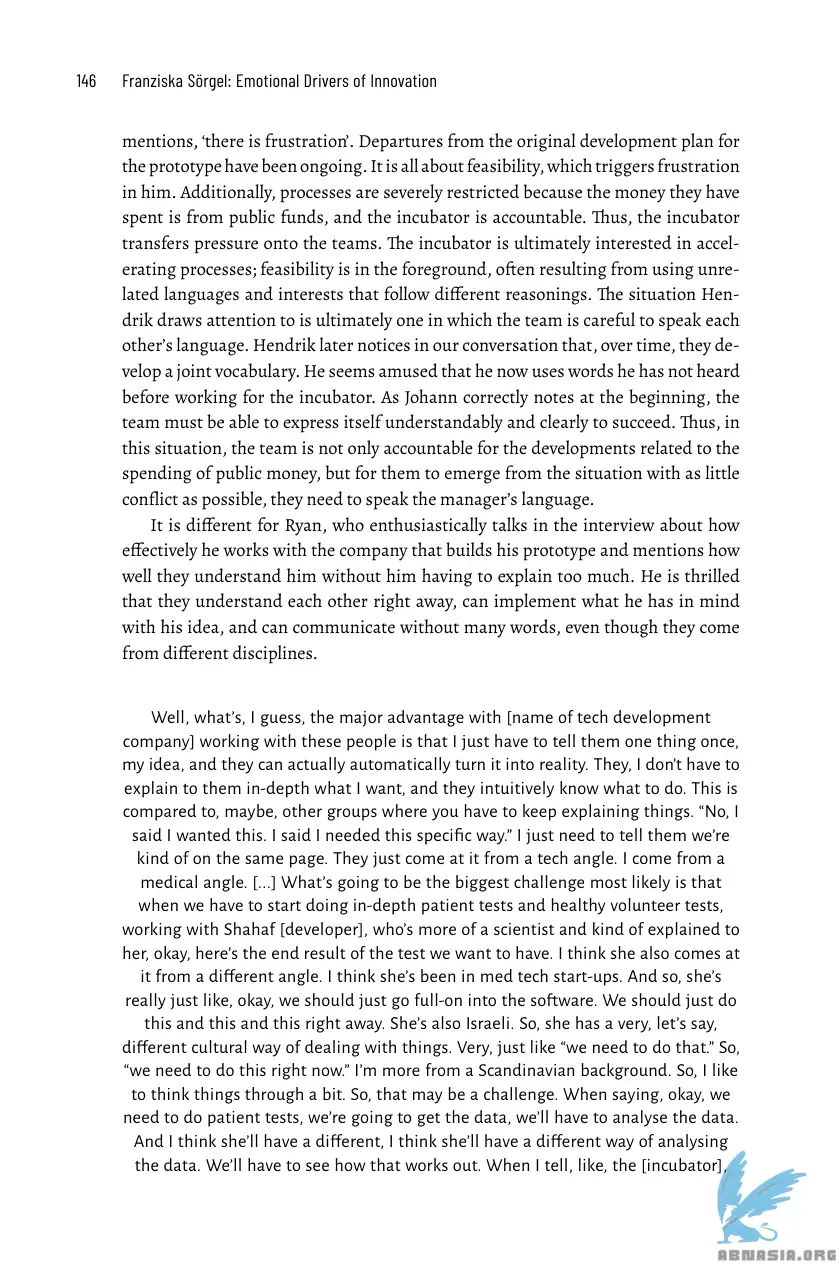 146 Franziska Sörgel: Emotional Drivers of Innovation
mentions, ‘there is frustration’. Departures from the original development plan for
the prototype have been ongoing. It is all about feasibility, which triggers frustration
in him. Additionally, processes are severely restricted because the money they have
spent is from public funds, and the incubator is accountable. Thus, the incubator
transfers pressure onto the teams. The incubator is ultimately interested in accel-
erating processes; feasibility is in the foreground, often resulting from using unre-
lated languages and interests that follow different reasonings. The situation Hen-
drik draws attention to is ultimately one in which the team is careful to speak each
other’s language. Hendrik later notices in our conversation that, over time, they de-
velop a joint vocabulary. He seems amused that he now uses words he has not heard
before working for the incubator. As Johann correctly notes at the beginning, the
team must be able to express itself understandably and clearly to succeed. Thus, in
this situation, the team is not only accountable for the developments related to the
spending of public money, but for them to emerge from the situation with as little
conflict as possible, they need to speak the manager’s language.
It is different for Ryan, who enthusiastically talks in the interview about how
effectively he works with the company that builds his prototype and mentions how
well they understand him without him having to explain too much. He is thrilled
that they understand each other right away, can implement what he has in mind
with his idea, and can communicate without many words, even though they come
from different disciplines.
Well, what’s, I guess, the major advantage with [name of tech development
company] working with these people is that I just have to tell them one thing once,
my idea, and they can actually automatically turn it into reality. They, I don’t have to
explain to them in-depth what I want, and they intuitively know what to do. This is
compared to, maybe, other groups where you have to keep explaining things. “No, I
said I wanted this. I said I needed this specific way.” I just need to tell them we’re
kind of on the same page. They just come at it from a tech angle. I come from a
medical angle. [...] What’s going to be the biggest challenge most likely is that
when we have to start doing in-depth patient tests and healthy volunteer tests,
working with Shahaf [developer], who’s more of a scientist and kind of explained to
her, okay, here’s the end result of the test we want to have. I think she also comes at
it from a different angle. I think she’s been in med tech start-ups. And so, she’s
really just like, okay, we should just go full-on into the software. We should just do
this and this and this right away. She’s also Israeli. So, she has a very, let’s say,
different cultural way of dealing with things. Very, just like “we need to do that.” So,
“we need to do this right now.” I’m more from a Scandinavian background. So, I like
to think things through a bit. So, that may be a challenge. When saying, okay, we
need to do patient tests, we’re going to get the data, we’ll have to analyse the data.
And I think she’ll have a different, I think she’ll have a different way of analysing
the data. We’ll have to see how that works out. When I tell, like, the [incubator],
ABNASIA.ORG